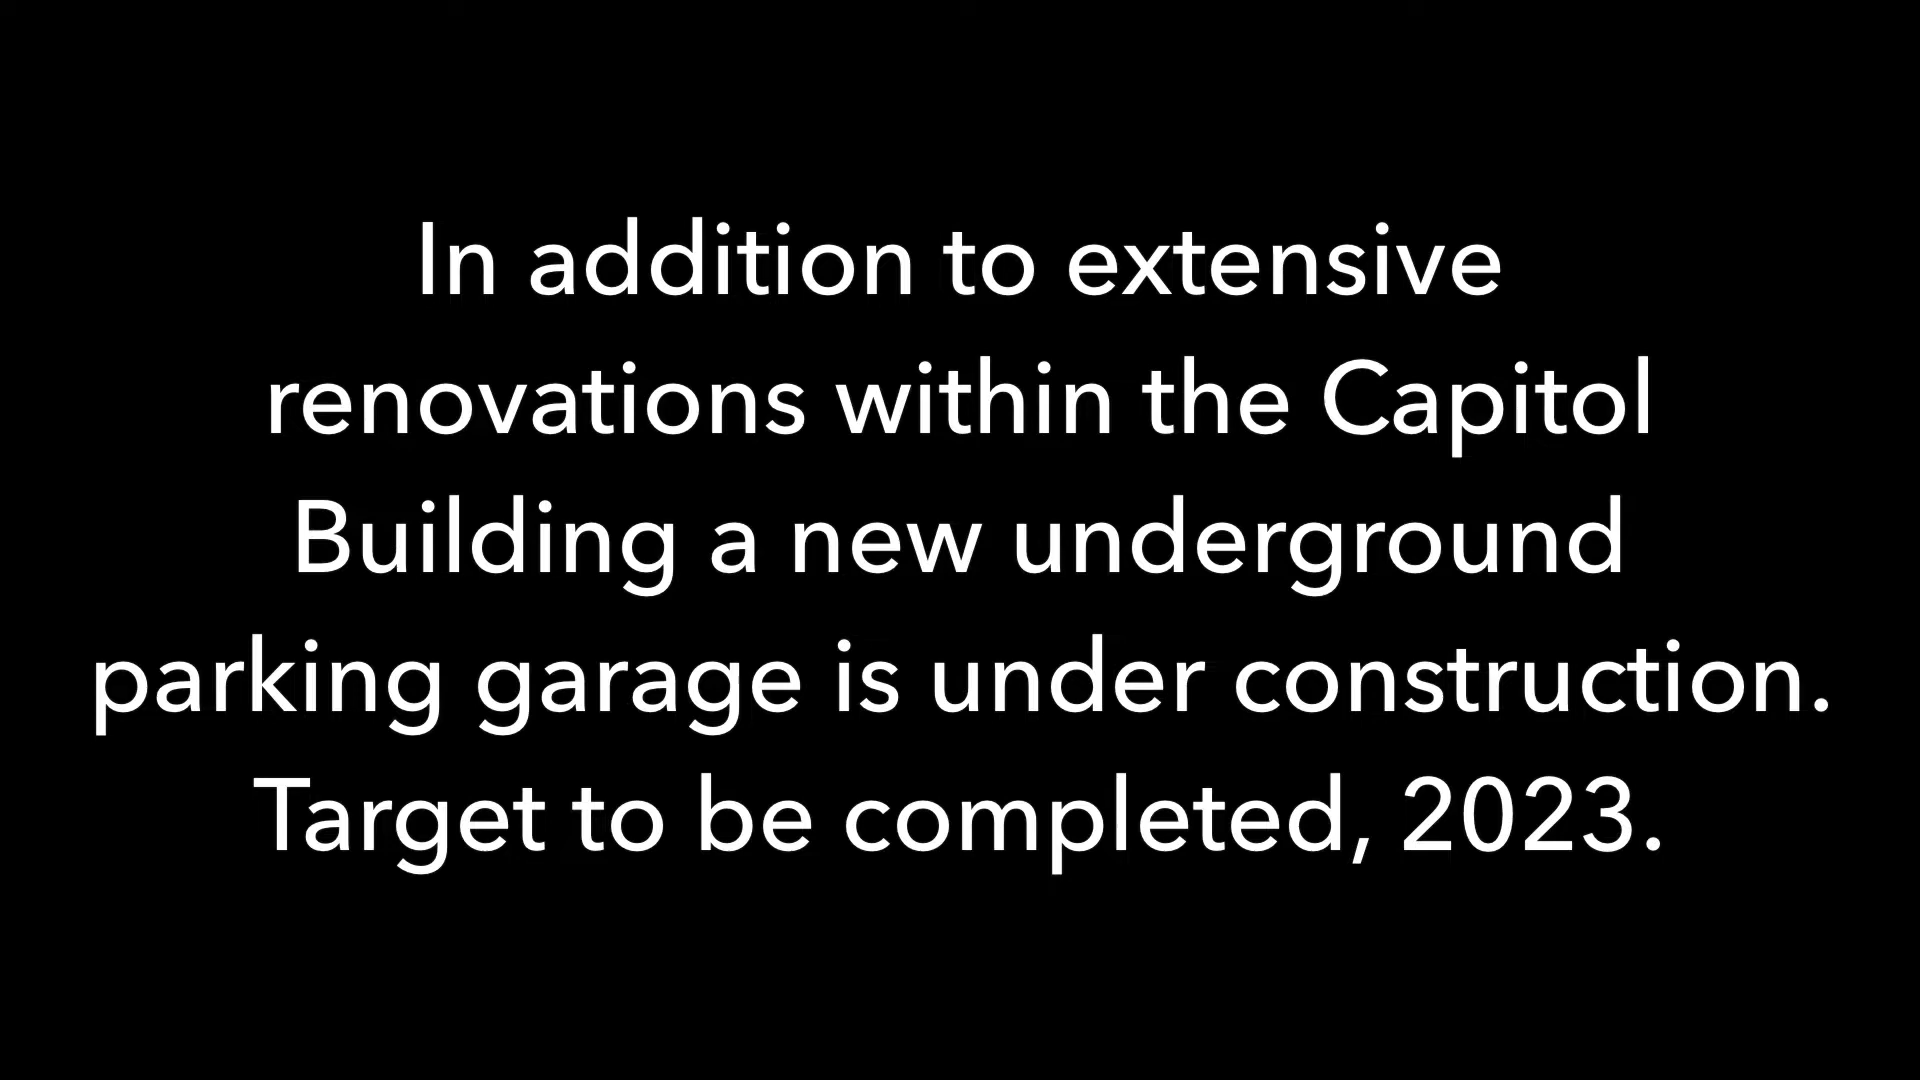 In addition to extensive
renovations within the Capitol
Building a new underground
parking garage is under construction.
Target to be completed, 2023.